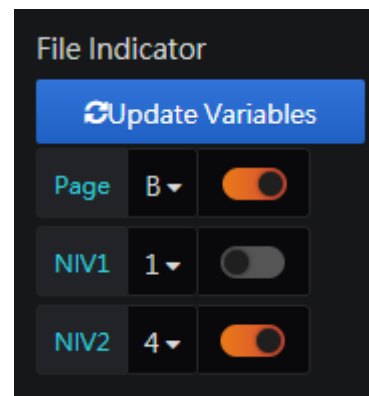 File Indicator
Update Variables
Page B
NIV1 1
NIV2 4